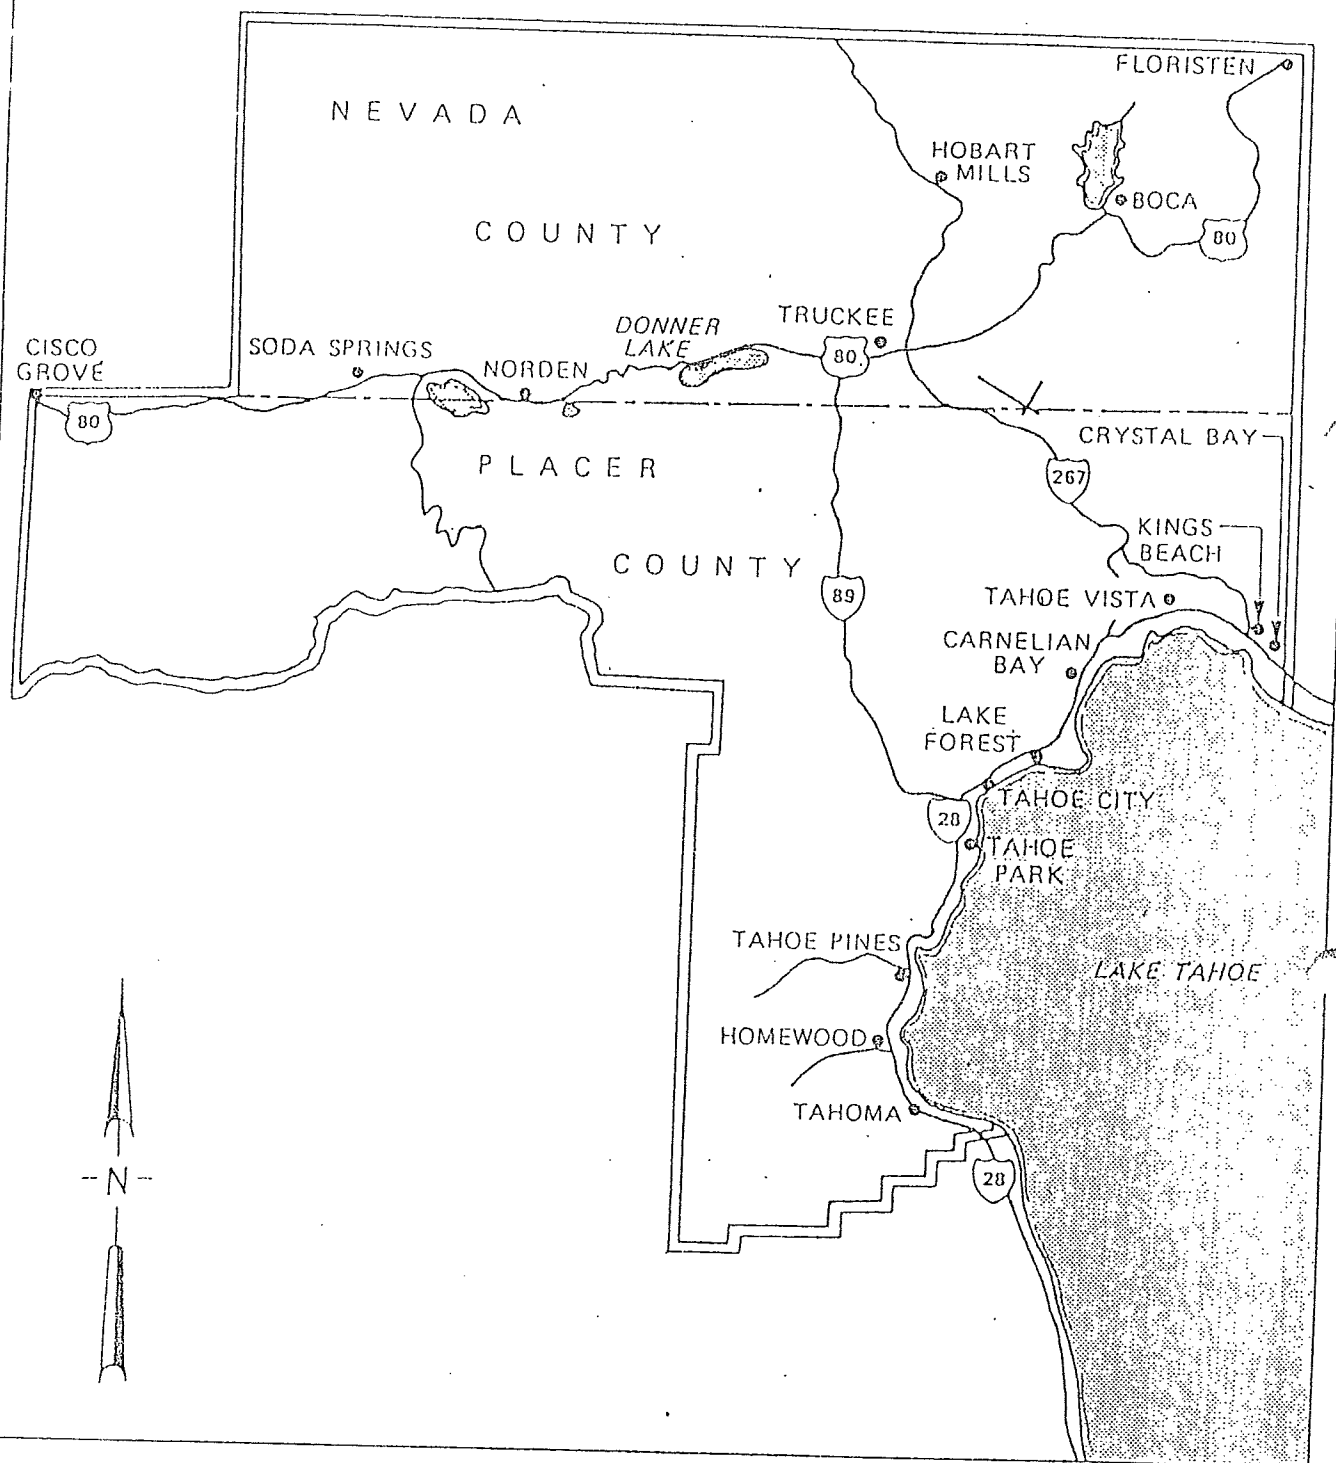 FLORISTEN
NEVADA
HOBART
MILLS
BOCA
COUNTY
80
DONNER
LAKE
TRUCKEE
80
CISCO
GROVE
SODA SPRINGS
NORDEN
80
CRYSTAL BAY
PLACER
267
KINGS
BEACH
COUNTY
89
TAHOE VISTA
CARNELIAN
BAY
LAKE
FOREST
TAHOE CITY
28
TAHOE
PARK
TAHOE PINES
LAKE TAHOE
HOMEWOOD
TAHOMA
N
28